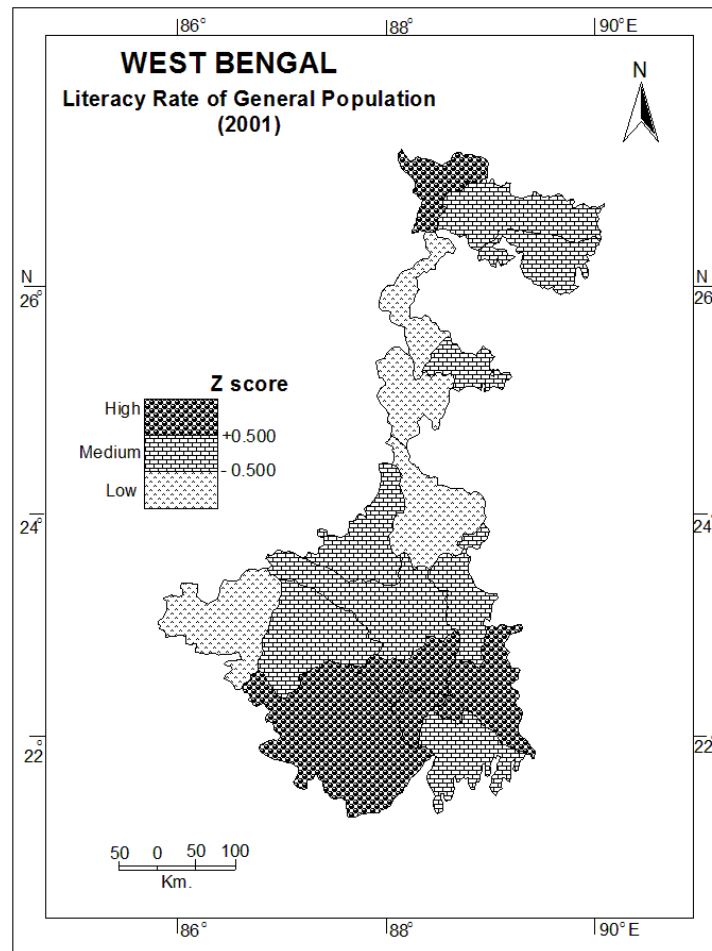 86° 88° 90°E
WEST BENGAL
Literacy Rate of General Population
(2001)
N
N
26° 26°
Z score
High
+0.500
Medium
- 0.500
Low
24° 24°
22° 22°
50 0 50 100
Km.
86° 88° 90°E